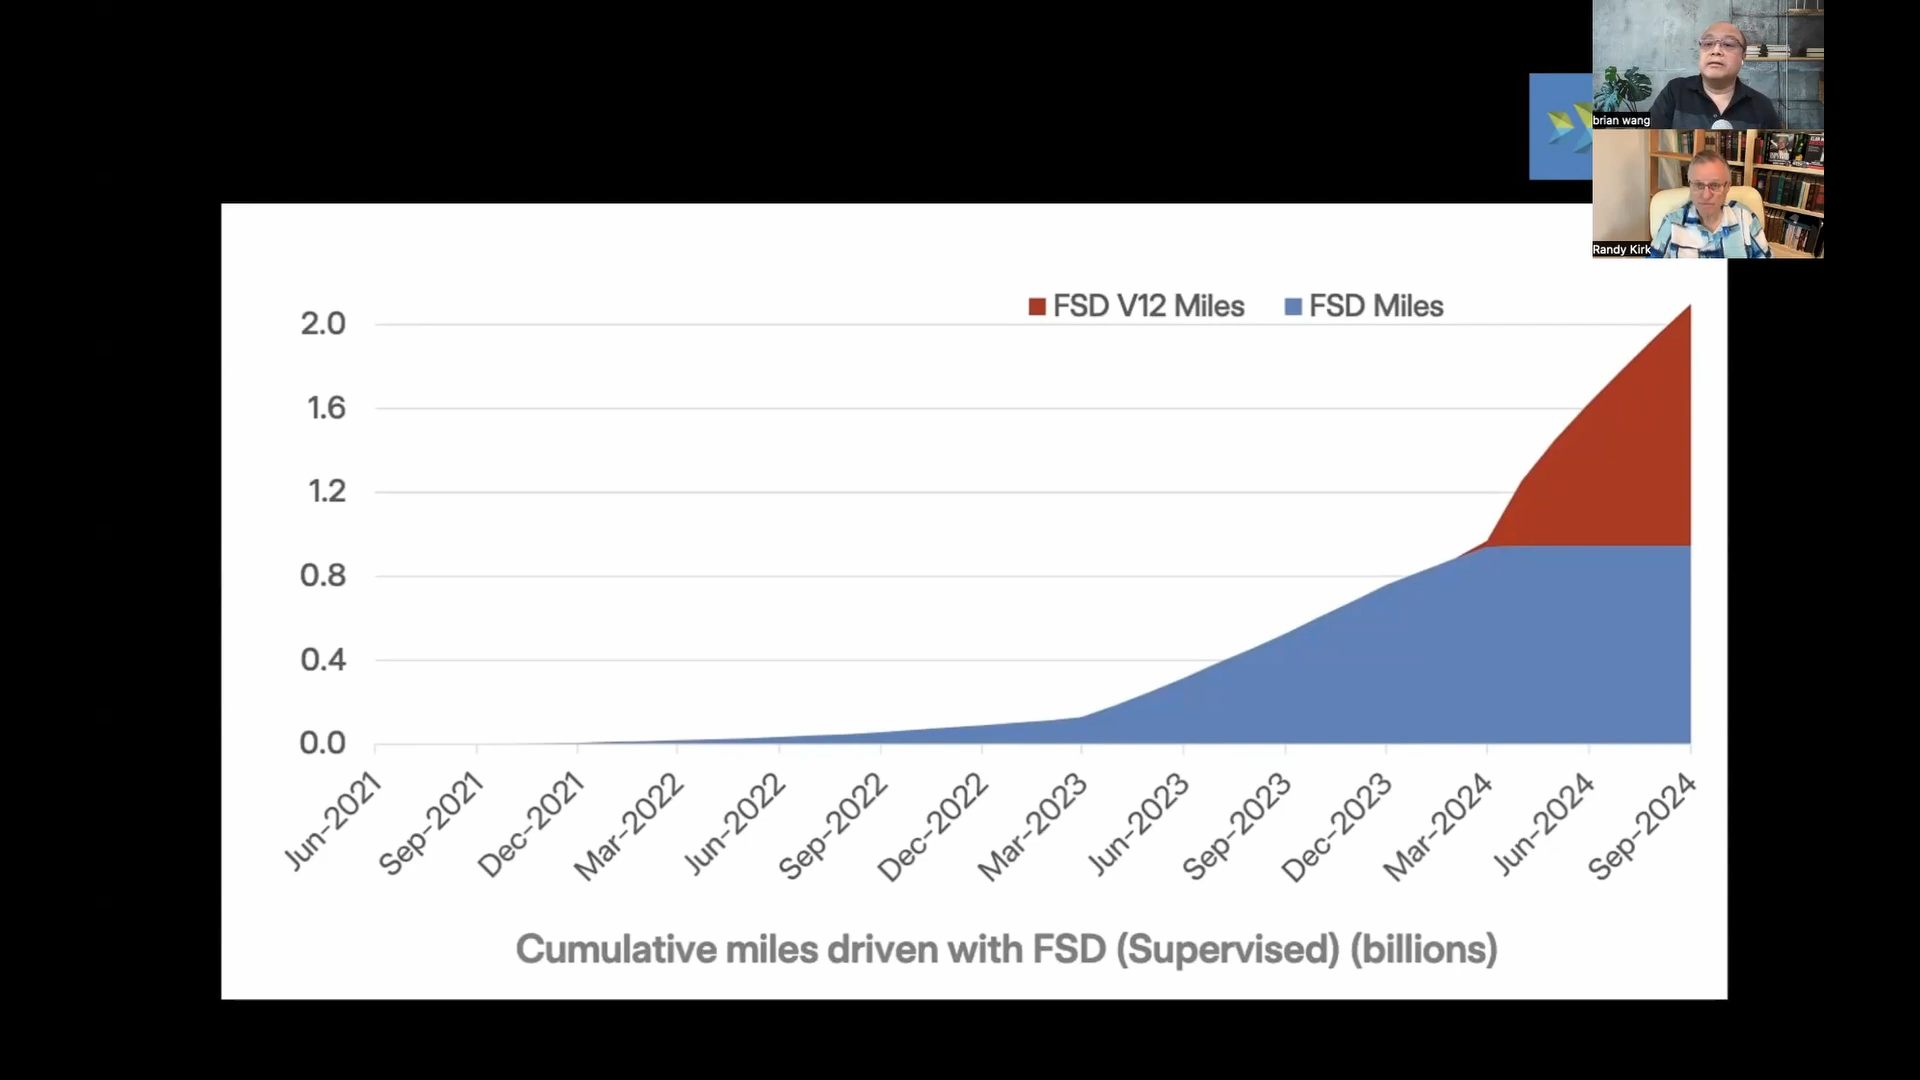 brian wang
Randy Kirk
FSD V12 Miles FSD Miles
2.0
1.6
1.2
0.8
0.4
0.0
Jun-2021 Sep-2021 Dec-2021 Mar-2022 Jun-2022 Sep-2022 Dec-2022 Mar-2023 Jun-2023 Sep-2023 Dec-2023 Mar-2024 Jun-2024 Sep-2024
Cumulative miles driven with FSD (Supervised) (billions)